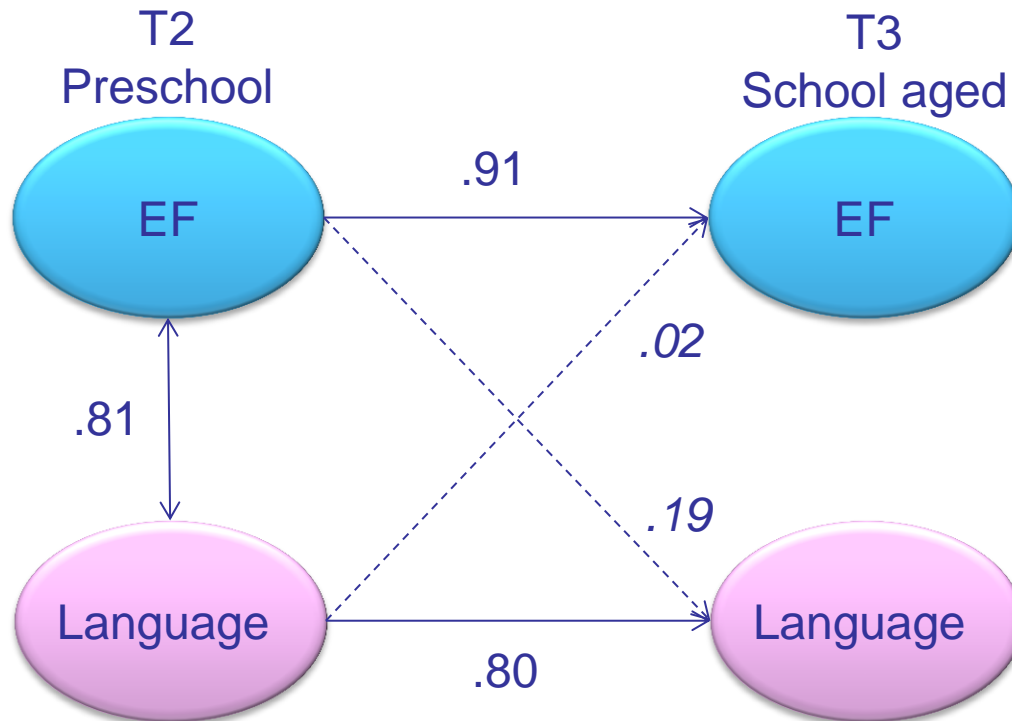 T2
Preschool
T3
School aged
EF
.91
EF
.02
.81
.19
Language
.80
Language